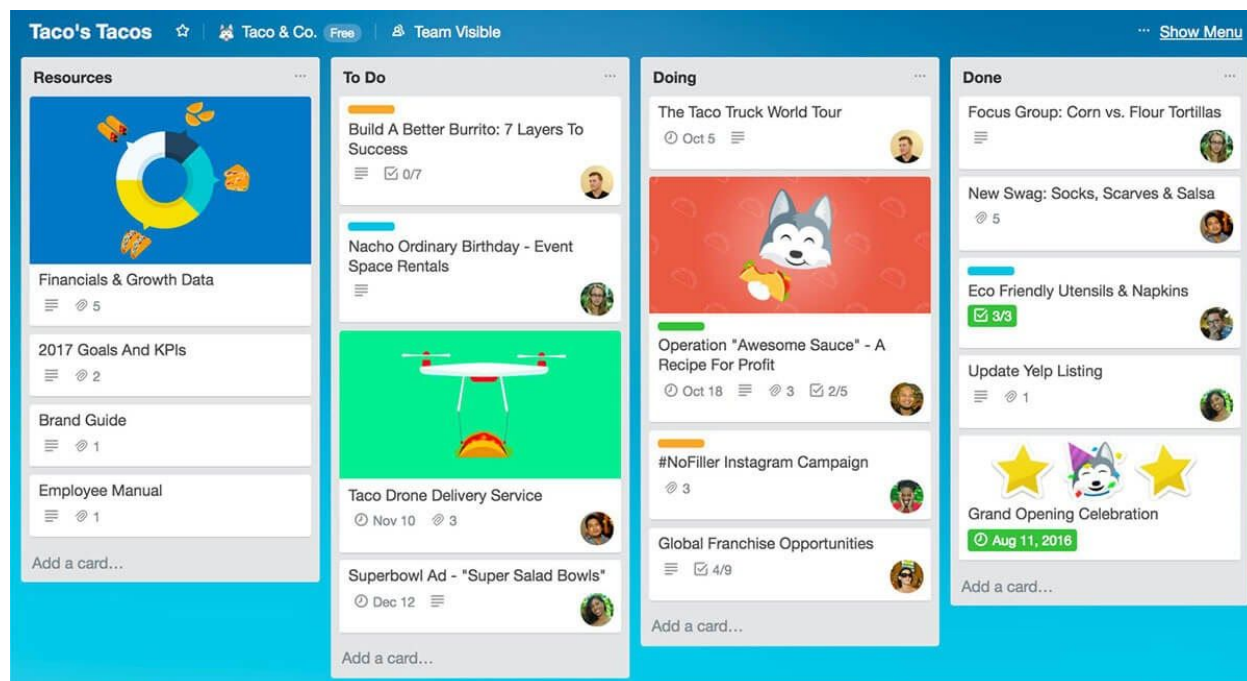 Taco's Tacos
Taco & Co. Free
Team Visible
Show Menu
Resources
Financials & Growth Data
5
2017 Goals And KPIs
2
Brand Guide
1
Employee Manual
1
Add a card...
To Do
Build A Better Burrito: 7 Layers To
Success
0/7
Nacho Ordinary Birthday - Event
Space Rentals
Taco Drone Delivery Service
Nov 10 3
Superbowl Ad - "Super Salad Bowls"
Dec 12
Add a card...
Doing
The Taco Truck World Tour
Oct 5
Operation "Awesome Sauce" - A
Recipe For Profit
Oct 18 3 2/5
#NoFiller Instagram Campaign
3
Global Franchise Opportunities
4/9
Add a card...
Done
Focus Group: Corn vs. Flour Tortillas
New Swag: Socks, Scarves & Salsa
5
Eco Friendly Utensils & Napkins
3/3
Update Yelp Listing
1
Grand Opening Celebration
Aug 11, 2016
Add a card...